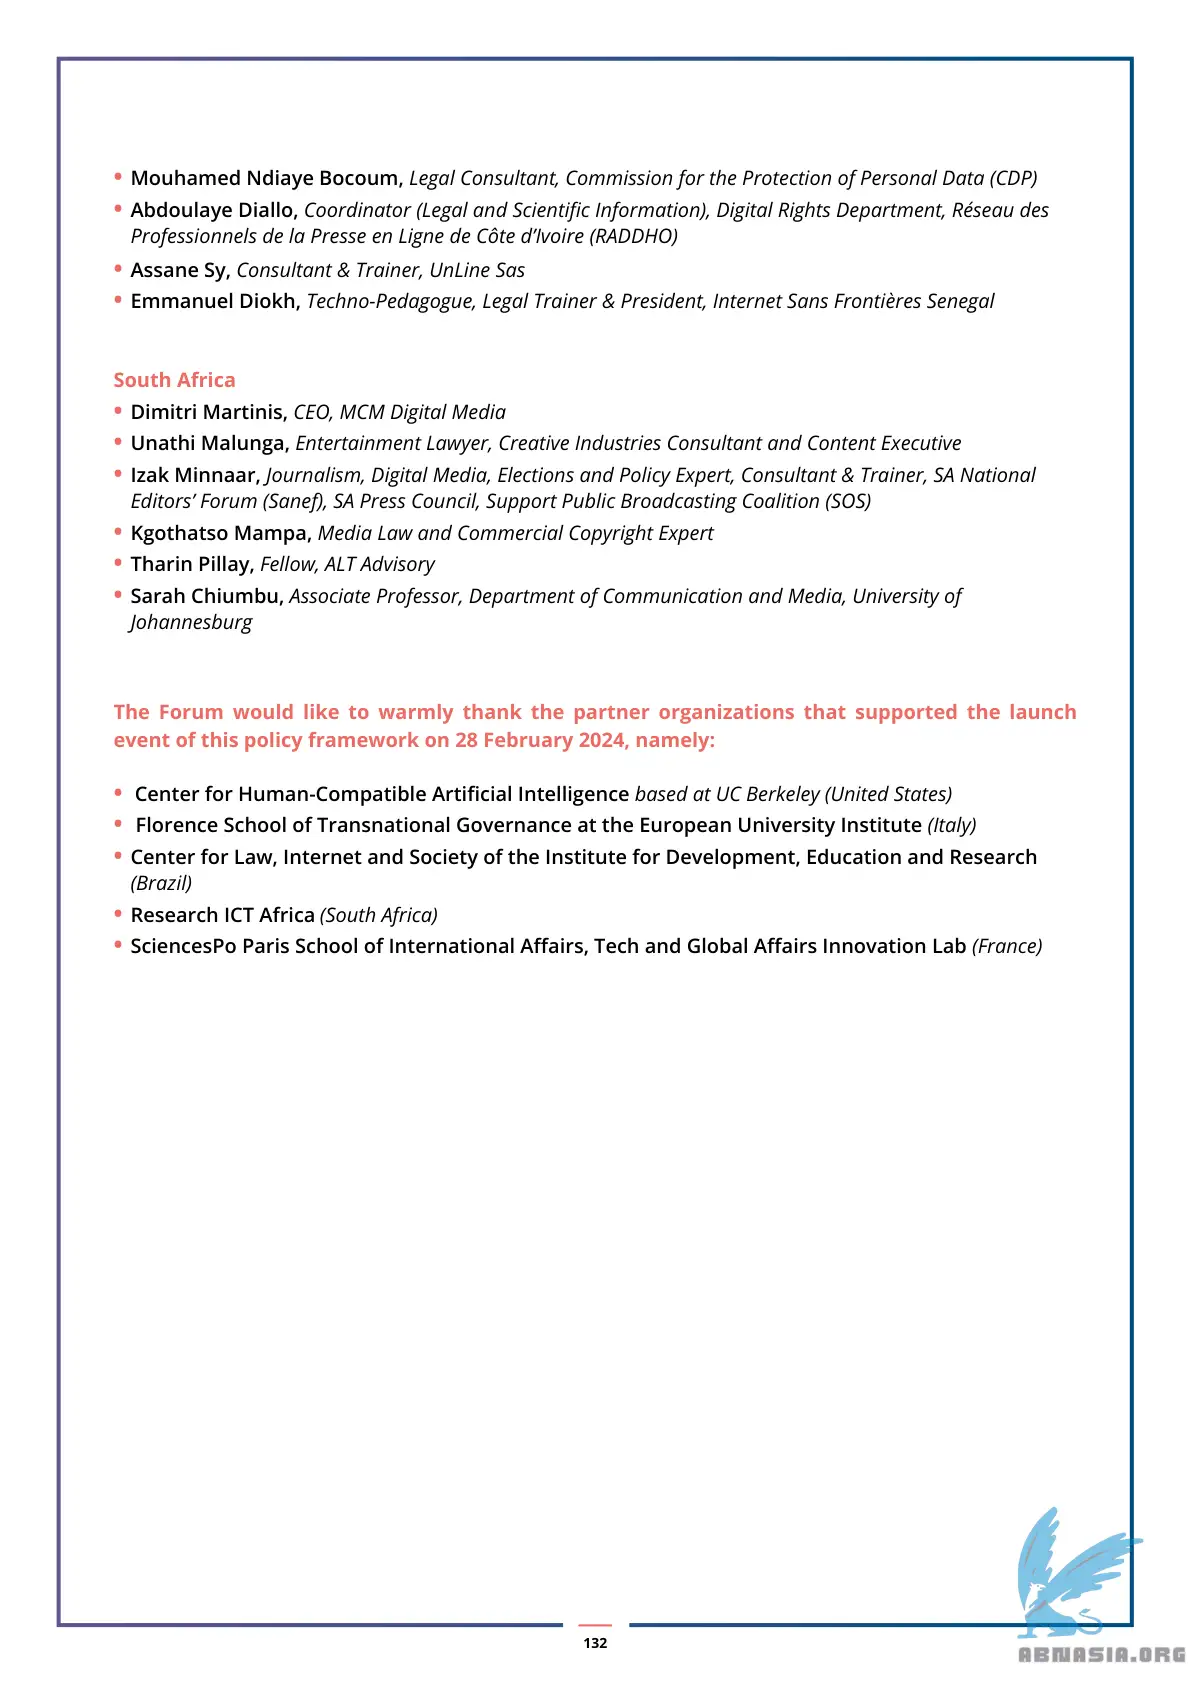 • Mouhamed Ndiaye Bocoum, Legal Consultant, Commission for the Protection of Personal Data (CDP)
• Abdoulaye Diallo, Coordinator (Legal and Scientific Information), Digital Rights Department, Réseau des
Professionnels de la Presse en Ligne de Côte d’Ivoire (RADDHO)
• Assane Sy, Consultant & Trainer, UnLine Sas
• Emmanuel Diokh, Techno-Pedagogue, Legal Trainer & President, Internet Sans Frontières Senegal
South Africa
• Dimitri Martinis, CEO, MCM Digital Media
• Unathi Malunga, Entertainment Lawyer, Creative Industries Consultant and Content Executive
• Izak Minnaar, Journalism, Digital Media, Elections and Policy Expert, Consultant & Trainer, SA National
Editors’ Forum (Sanef), SA Press Council, Support Public Broadcasting Coalition (SOS)
• Kgothatso Mampa, Media Law and Commercial Copyright Expert
• Tharin Pillay, Fellow, ALT Advisory
• Sarah Chiumbu, Associate Professor, Department of Communication and Media, University of
Johannesburg
The Forum would like to warmly thank the partner organizations that supported the launch
event of this policy framework on 28 February 2024, namely:
• Center for Human-Compatible Artificial Intelligence based at UC Berkeley (United States)
• Florence School of Transnational Governance at the European University Institute (Italy)
• Center for Law, Internet and Society of the Institute for Development, Education and Research
(Brazil)
• Research ICT Africa (South Africa)
• SciencesPo Paris School of International Affairs, Tech and Global Affairs Innovation Lab (France)
132
ABNASIA.ORG